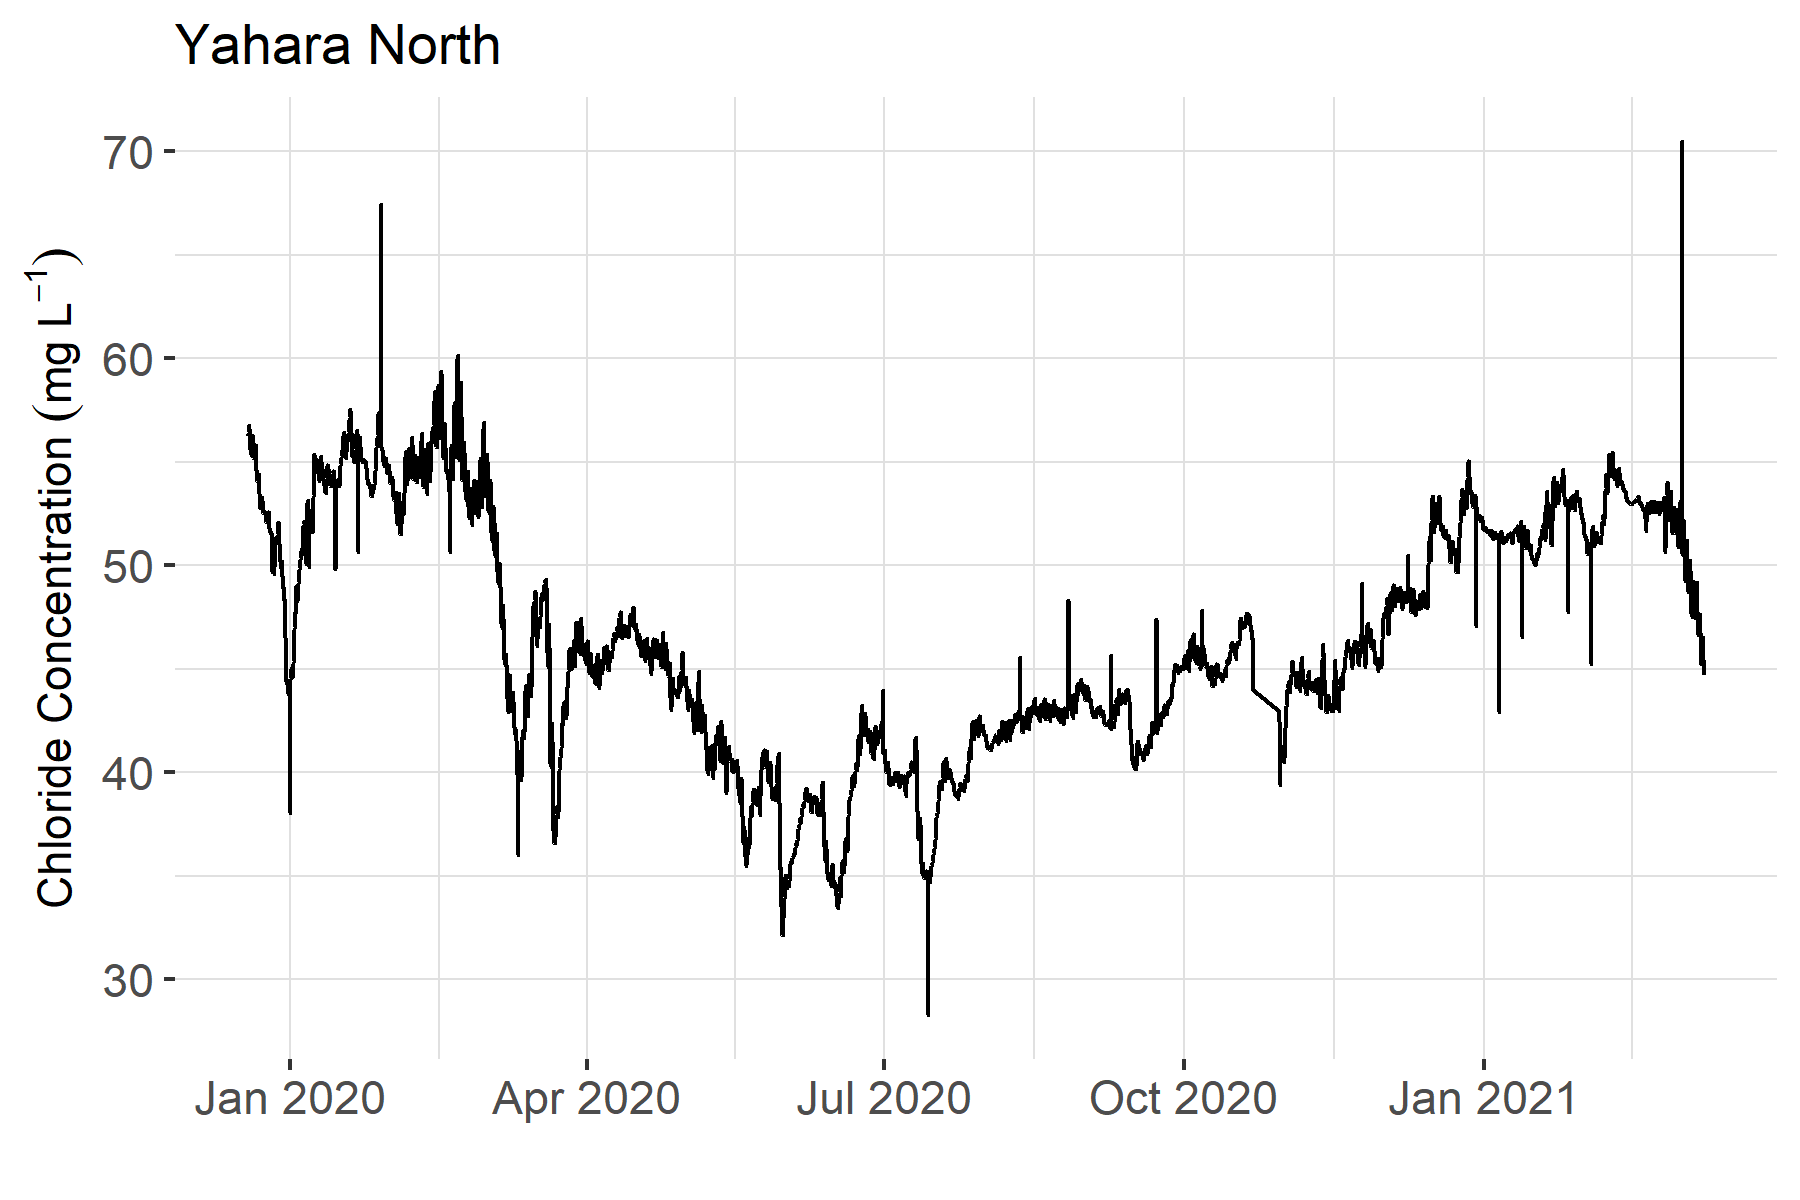 Yahara North
Chloride Concentration (mg L⁻¹)
70
60
50
40
30
Jan 2020 Apr 2020 Jul 2020 Oct 2020 Jan 2021